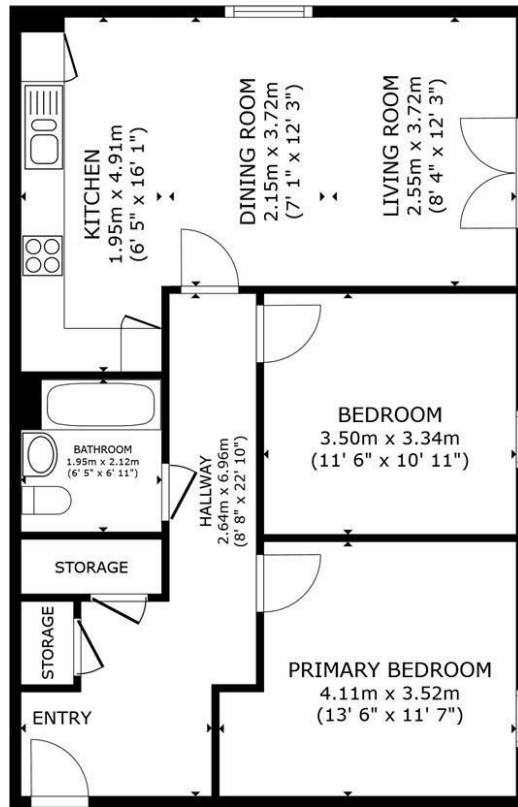 KITCHEN
1.95m x 4.91m
(6' 5" x 16' 1")
DINING ROOM
2.15m x 3.72m
(7' 1" x 12' 3")
LIVING ROOM
2.55m x 3.72m
(8' 4" x 12' 3")
BEDROOM
3.50m x 3.34m
(11' 6" x 10' 11")
BATHROOM
1.95m x 2.12m
(6' 5" x 6' 11")
HALLWAY
2.64m x 6.96m
(8' 8" x 22' 10")
STORAGE
STORAGE
PRIMARY BEDROOM
4.11m x 3.52m
(13' 6" x 11' 7")
ENTRY